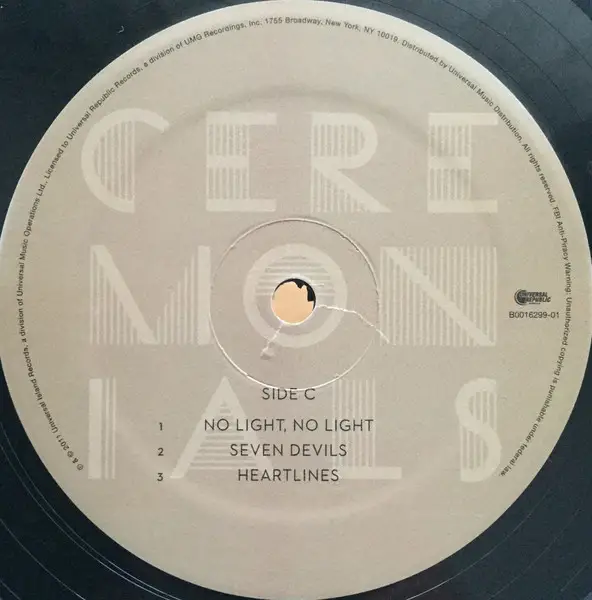 ℗ & © 2011 Universal Island Records, a division of Universal Music Operations Ltd., Licensed to Universal Republic Records, a division of UMG Recordings, Inc. 1755 Broadway, New York, NY 10019. Distributed by Universal Music Distribution. All rights reserved. FBI Anti-Piracy Warning: Unauthorized copying is punishable under federal law.
CERE
MON
IALS
UNIVERSAL
REPUBLIC
B0016299-01
SIDE C
1 NO LIGHT, NO LIGHT
2 SEVEN DEVILS
3 HEARTLINES